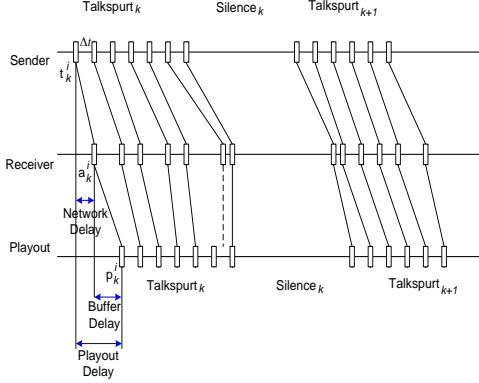 Talkspurt k Silence k Talkspurt k+1
Δt
Sender
t k i
Receiver
a k i
Network
Delay
Playout
p k i
Talkspurt k Silence k Talkspurt k+1
Buffer
Delay
Playout
Delay